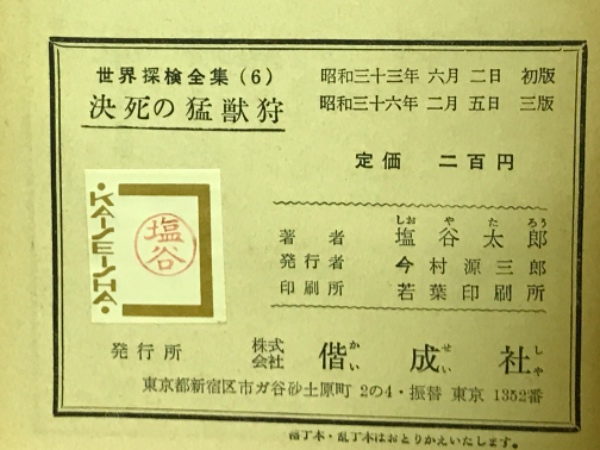 世界探検全集(6)
決死の猛獣狩
昭和三十三年 六月 二日 初版
昭和三十六年 二月 五日 三版
定価 二百円
・KAISEISHA・
塩谷
しお や た ろう
著者 塩谷太郎
発行者 今村源三郎
印刷所 若葉印刷所
かい せい しや
発行所 株式会社 偕成社
東京都新宿区市ガ谷砂土原町 2の4・振替 東京 1352番
落丁本・乱丁本はおとりかえいたします。